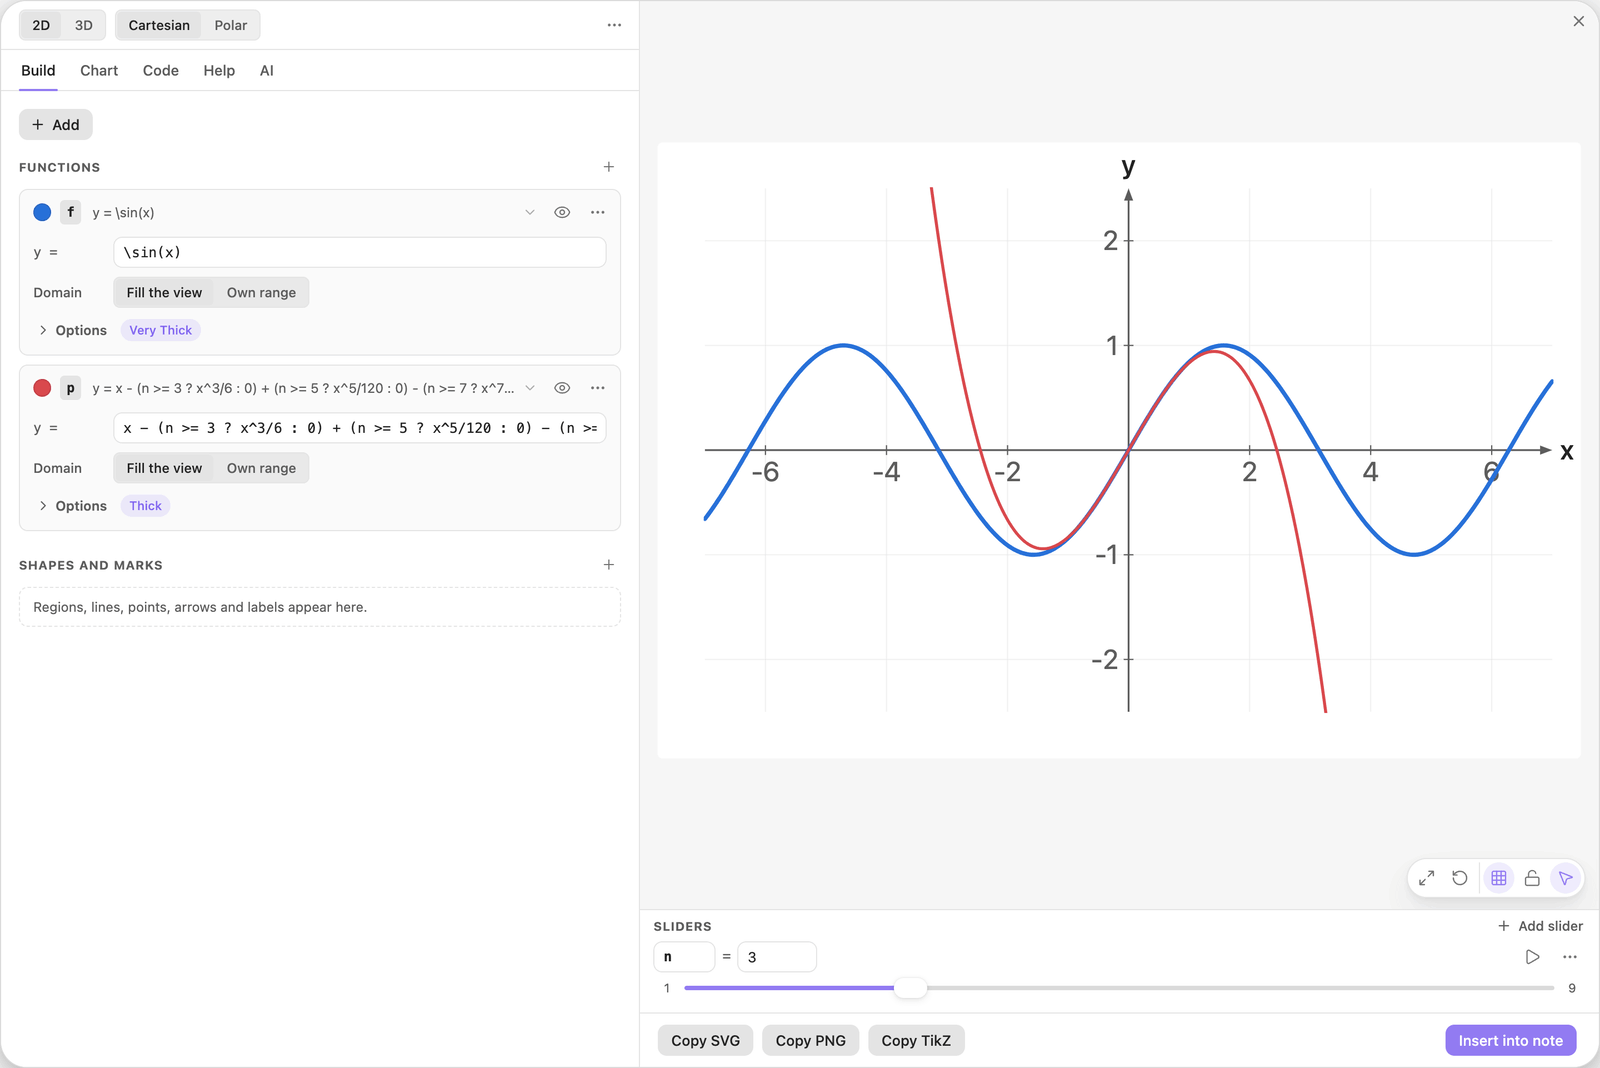 2D 3D Cartesian Polar
Build Chart Code Help AI
+ Add
FUNCTIONS
f y = \sin(x)
y = \sin(x)
Domain Fill the view Own range
Options Very Thick
p y = x - (n >= 3 ? x^3/6 : 0) + (n >= 5 ? x^5/120 : 0) - (n >= 7 ? x^7...
y = x - (n >= 3 ? x^3/6 : 0) + (n >= 5 ? x^5/120 : 0) - (n >=
Domain Fill the view Own range
Options Thick
SHAPES AND MARKS
Regions, lines, points, arrows and labels appear here.
y
2
1
x
-6 -4 -2 2 4 6
-1
-2
SLIDERS
+ Add slider
n = 3
1 9
Copy SVG Copy PNG Copy TikZ
Insert into note